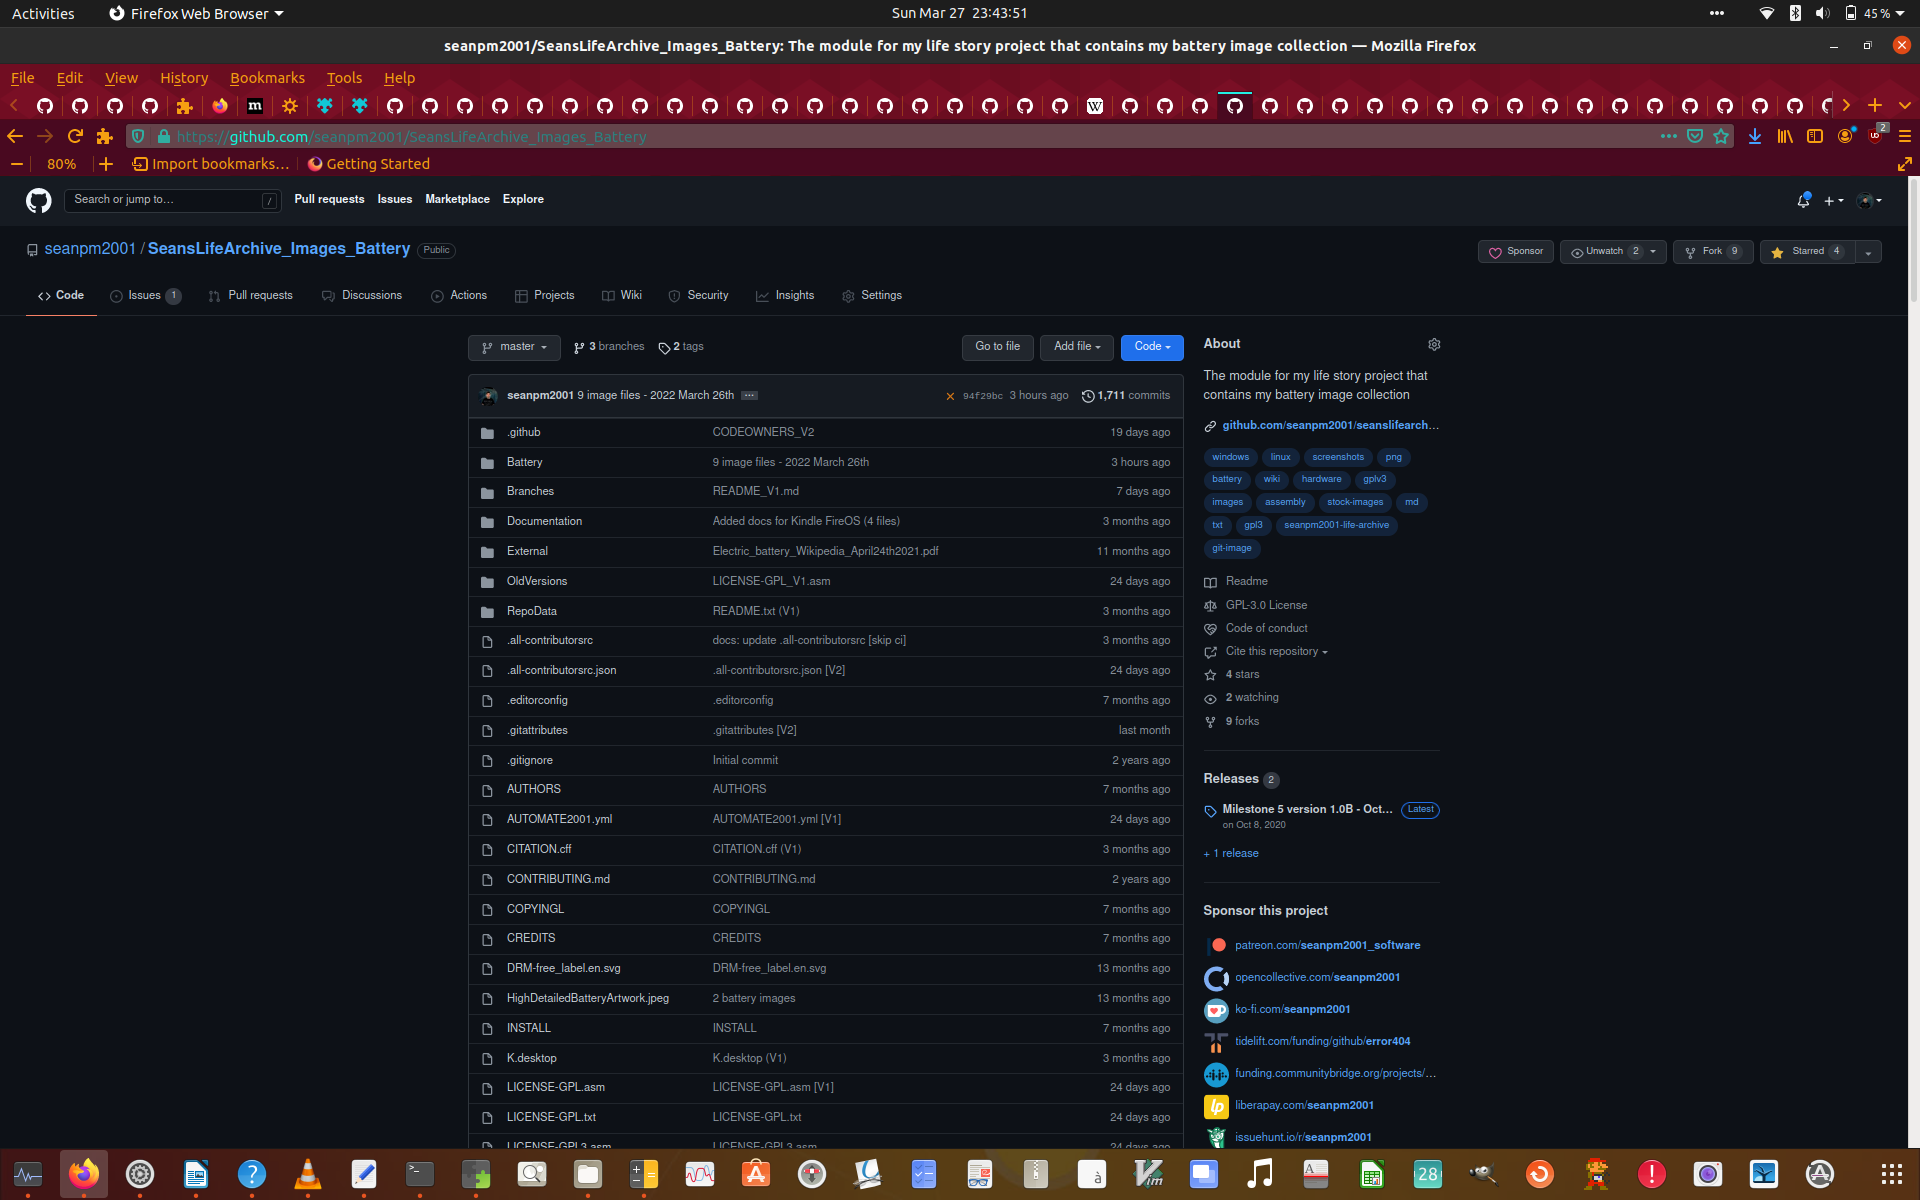 Activities
Firefox Web Browser
Sun Mar 27 23:43:51
45 %
seanpm2001/SeansLifeArchive_Images_Battery: The module for my life story project that contains my battery image collection — Mozilla Firefox
File Edit View History Bookmarks Tools Help
https://github.com/seanpm2001/SeansLifeArchive_Images_Battery
2
80%
Import bookmarks…
Getting Started
Search or jump to…
/
Pull requests Issues Marketplace Explore
seanpm2001 / SeansLifeArchive_Images_Battery Public
Sponsor
Unwatch 2
Fork 9
Starred 4
Code
Issues 1
Pull requests
Discussions
Actions
Projects
Wiki
Security
Insights
Settings
master
3 branches
2 tags
Go to file
Add file
Code
seanpm2001 9 image files - 2022 March 26th
94f29bc 3 hours ago 1,711 commits
.github CODEOWNERS_V2 19 days ago
Battery 9 image files - 2022 March 26th 3 hours ago
Branches README_V1.md 7 days ago
Documentation Added docs for Kindle FireOS (4 files) 3 months ago
External Electric_battery_Wikipedia_April24th2021.pdf 11 months ago
OldVersions LICENSE-GPL_V1.asm 24 days ago
RepoData README.txt (V1) 3 months ago
.all-contributorsrc docs: update .all-contributorsrc [skip ci] 3 months ago
.all-contributorsrc.json .all-contributorsrc.json [V2] 24 days ago
.editorconfig .editorconfig 7 months ago
.gitattributes .gitattributes [V2] last month
.gitignore Initial commit 2 years ago
AUTHORS AUTHORS 7 months ago
AUTOMATE2001.yml AUTOMATE2001.yml [V1] 24 days ago
CITATION.cff CITATION.cff (V1) 3 months ago
CONTRIBUTING.md CONTRIBUTING.md 2 years ago
COPYINGL COPYINGL 7 months ago
CREDITS CREDITS 7 months ago
DRM-free_label.en.svg DRM-free_label.en.svg 13 months ago
HighDetailedBatteryArtwork.jpeg 2 battery images 13 months ago
INSTALL INSTALL 7 months ago
K.desktop K.desktop (V1) 3 months ago
LICENSE-GPL.asm LICENSE-GPL.asm [V1] 24 days ago
LICENSE-GPL.txt LICENSE-GPL.txt 24 days ago
LICENSE-GPL3.asm LICENSE-GPL3.asm 24 days ago
About
The module for my life story project that
contains my battery image collection
github.com/seanpm2001/seanslifearch…
windows linux screenshots png
battery wiki hardware gplv3
images assembly stock-images md
txt gpl3 seanpm2001-life-archive
git-image
Readme
GPL-3.0 License
Code of conduct
Cite this repository
4 stars
2 watching
9 forks
Releases 2
Milestone 5 version 1.0B - Oct… Latest
on Oct 8, 2020
+ 1 release
Sponsor this project
patreon.com/seanpm2001_software
opencollective.com/seanpm2001
ko-fi.com/seanpm2001
tidelift.com/funding/github/error404
funding.communitybridge.org/projects/…
liberapay.com/seanpm2001
issuehunt.io/r/seanpm2001
28